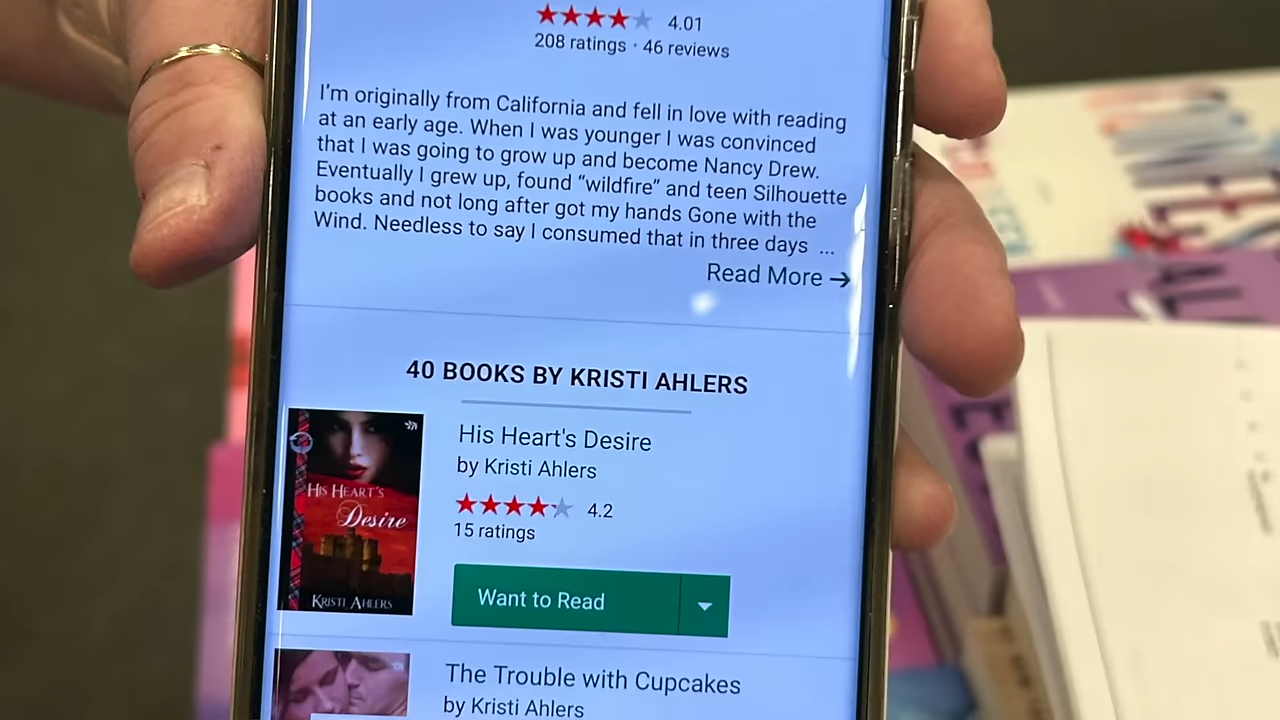 4.01
208 ratings · 46 reviews
I'm originally from California and fell in love with reading
at an early age. When I was younger I was convinced
that I was going to grow up and become Nancy Drew.
Eventually I grew up, found “wildfire” and teen Silhouette
books and not long after got my hands Gone with the
Wind. Needless to say I consumed that in three days ...
Read More →
40 BOOKS BY KRISTI AHLERS
His Heart's Desire
by Kristi Ahlers
4.2
15 ratings
Want to Read
HIS HEART'S
Desire
KRISTI AHLERS
The Trouble with Cupcakes
by Kristi Ahlers